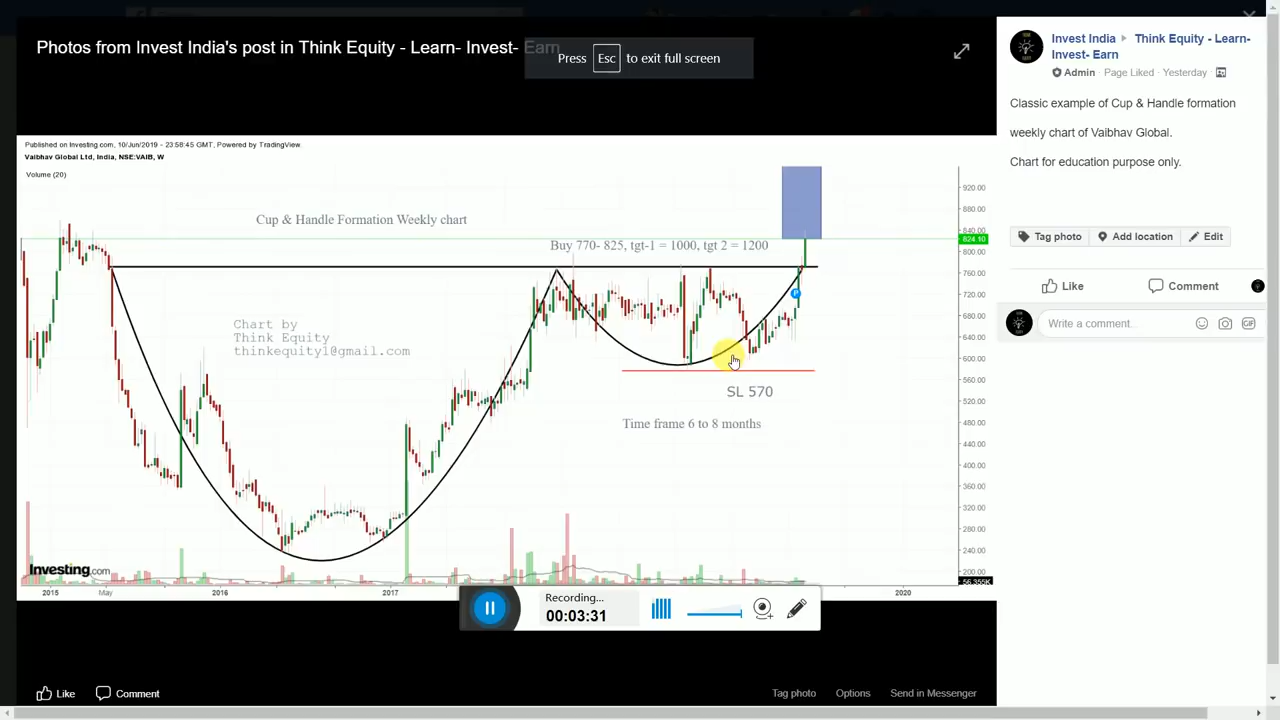 Photos from Invest India's post in Think Equity - Learn- Invest- Earn
Press Esc to exit full screen
Published on Investing.com, 10/Jun/2019 - 23:58:45 GMT, Powered by TradingView.
Vaibhav Global Ltd, India, NSE:VAIB, W
Volume (20)
Cup & Handle Formation Weekly chart
Buy 770- 825, tgt-1 = 1000, tgt 2 = 1200
Chart by
Think Equity
thinkequity1@gmail.com
P
SL 570
Time frame 6 to 8 months
920.00
880.00
840.00
824.10
800.00
760.00
720.00
680.00
640.00
600.00
560.00
520.00
480.00
440.00
400.00
360.00
320.00
280.00
240.00
200.00
56.355K
Investing.com
2015 May 2016 2017 2020
Recording...
00:03:31
Like Comment
Tag photo Options Send in Messenger
Invest India Think Equity - Learn-
Invest- Earn
Admin · Page Liked · Yesterday ·
Classic example of Cup & Handle formation
weekly chart of Vaibhav Global.
Chart for education purpose only.
Tag photo Add location Edit
Like Comment
Write a comment...
GIF